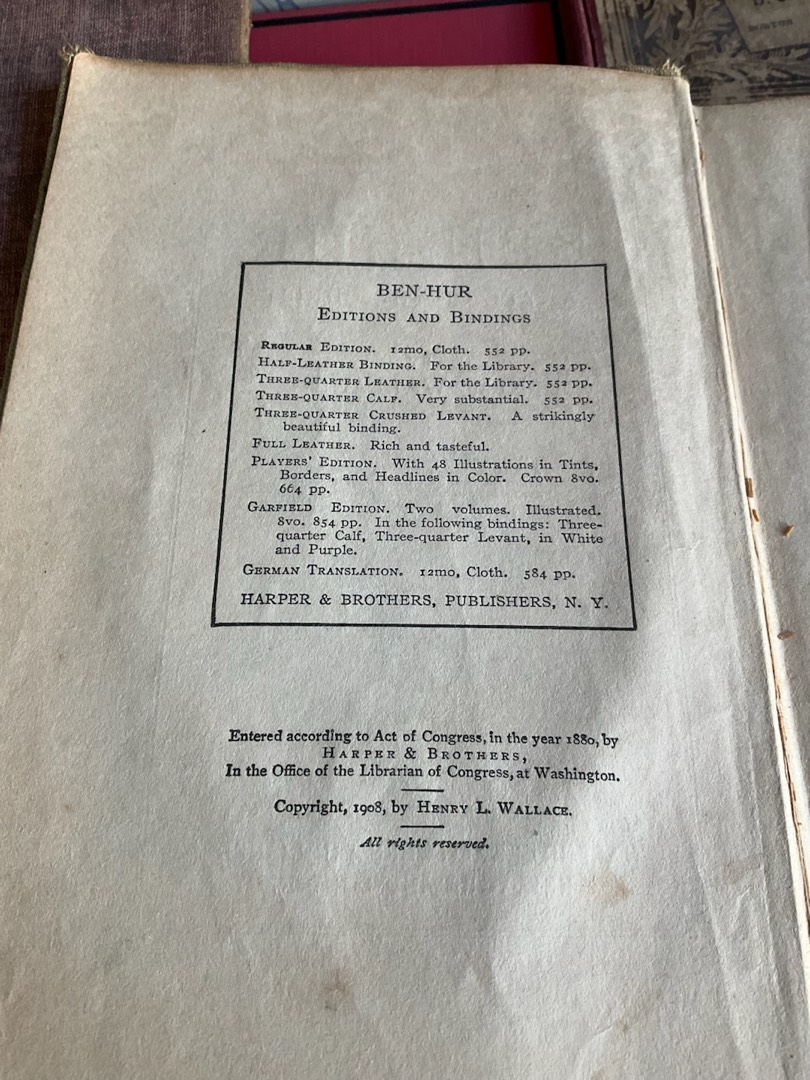 BEN-HUR
EDITIONS AND BINDINGS
REGULAR EDITION. 12mo, Cloth. 552 pp.
HALF-LEATHER BINDING. For the Library. 552 pp.
THREE-QUARTER LEATHER. For the Library. 552 pp.
THREE-QUARTER CALF. Very substantial. 552 pp.
THREE-QUARTER CRUSHED LEVANT. A strikingly
beautiful binding.
FULL LEATHER. Rich and tasteful.
PLAYERS' EDITION. With 48 Illustrations in Tints,
Borders, and Headlines in Color. Crown 8vo.
664 pp.
GARFIELD EDITION. Two volumes. Illustrated.
8vo. 854 pp. In the following bindings: Three-
quarter Calf, Three-quarter Levant, in White
and Purple.
GERMAN TRANSLATION. 12mo, Cloth. 584 pp.
HARPER & BROTHERS, PUBLISHERS, N. Y.
Entered according to Act of Congress, in the year 1880, by
HARPER & BROTHERS,
In the Office of the Librarian of Congress, at Washington.
Copyright, 1908, by HENRY L. WALLACE.
All rights reserved.